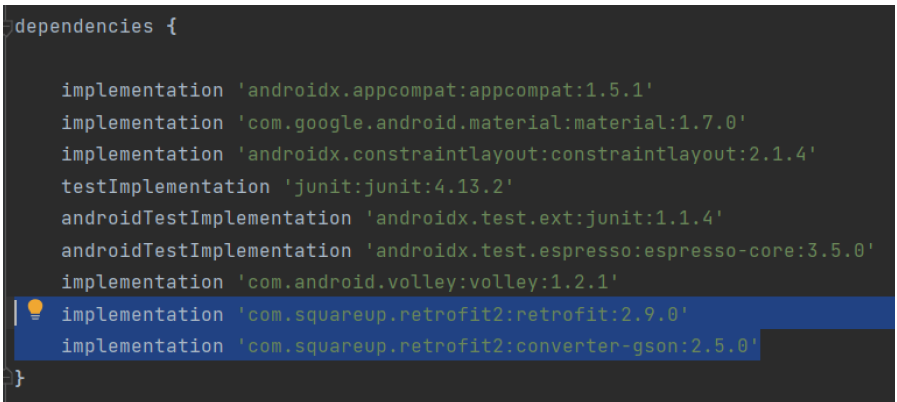 dependencies {
implementation 'androidx.appcompat:appcompat:1.5.1'
implementation 'com.google.android.material:material:1.7.0'
implementation 'androidx.constraintlayout:constraintlayout:2.1.4'
testImplementation 'junit:junit:4.13.2'
androidTestImplementation 'androidx.test.ext:junit:1.1.4'
androidTestImplementation 'androidx.test.espresso:espresso-core:3.5.0'
implementation 'com.android.volley:volley:1.2.1'
implementation 'com.squareup.retrofit2:retrofit:2.9.0'
implementation 'com.squareup.retrofit2:converter-gson:2.5.0'
}